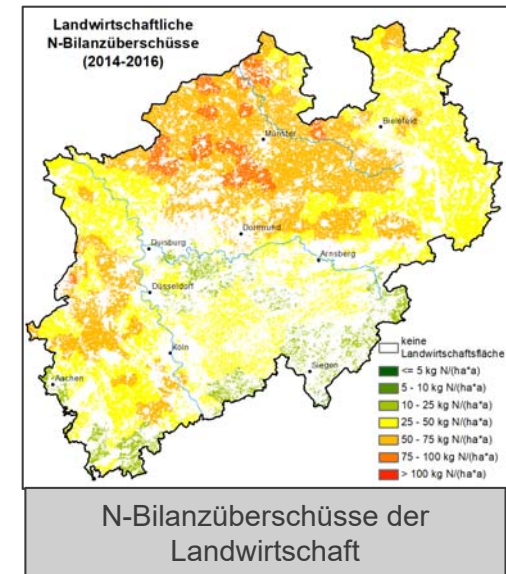 Landwirtschaftliche
N-Bilanzüberschüsse
(2014-2016)
Bielefeld
Münster
Dortmund
Duisburg
Arnsberg
Düsseldorf
Köln
Siegen
Aachen
keine
Landwirtschaftsfläche
<= 5 kg N/(ha*a)
5 - 10 kg N/(ha*a)
10 - 25 kg N/(ha*a)
25 - 50 kg N/(ha*a)
50 - 75 kg N/(ha*a)
75 - 100 kg N/(ha*a)
> 100 kg N/(ha*a)
N-Bilanzüberschüsse der
Landwirtschaft